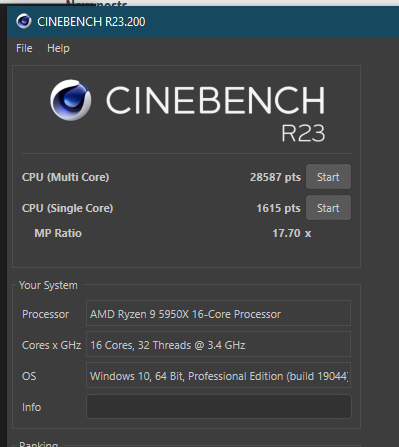 New posts
CINEBENCH R23.200
File Help
CINEBENCH
R23
CPU (Multi Core) 28587 pts Start
CPU (Single Core) 1615 pts Start
MP Ratio 17.70 x
Your System
Processor AMD Ryzen 9 5950X 16-Core Processor
Cores x GHz 16 Cores, 32 Threads @ 3.4 GHz
OS Windows 10, 64 Bit, Professional Edition (build 19044)
Info
Ranking